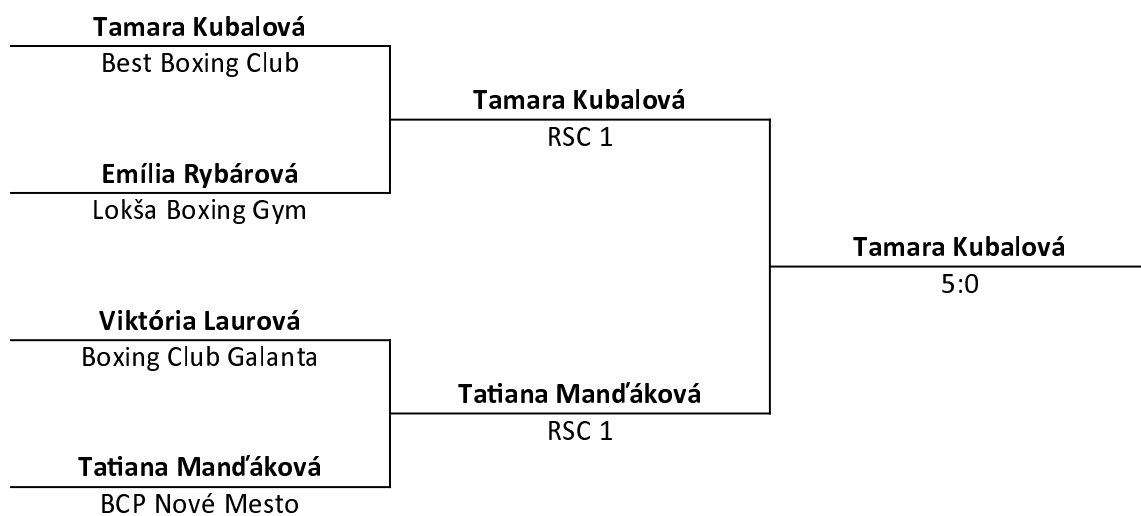 Tamara Kubalová
Best Boxing Club
Tamara Kubalová
RSC 1
Emília Rybárová
Lokša Boxing Gym
Tamara Kubalová
5:0
Viktória Laurová
Boxing Club Galanta
Tatiana Manďáková
RSC 1
Tatiana Manďáková
BCP Nové Mesto